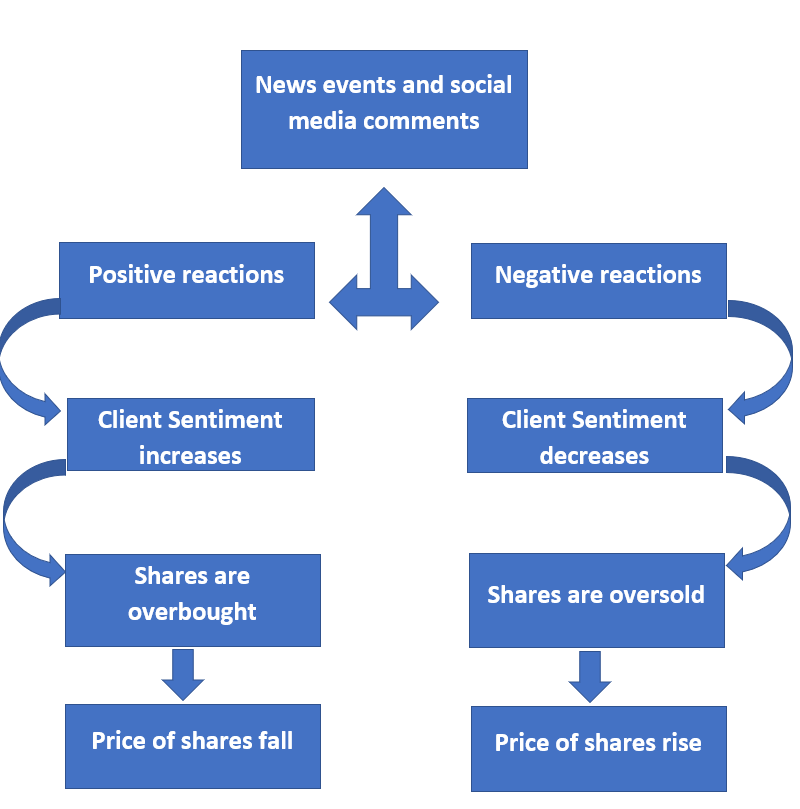 News events and social
media comments
Positive reactions
Negative reactions
Client Sentiment
increases
Client Sentiment
decreases
Shares are
overbought
Shares are oversold
Price of shares fall
Price of shares rise